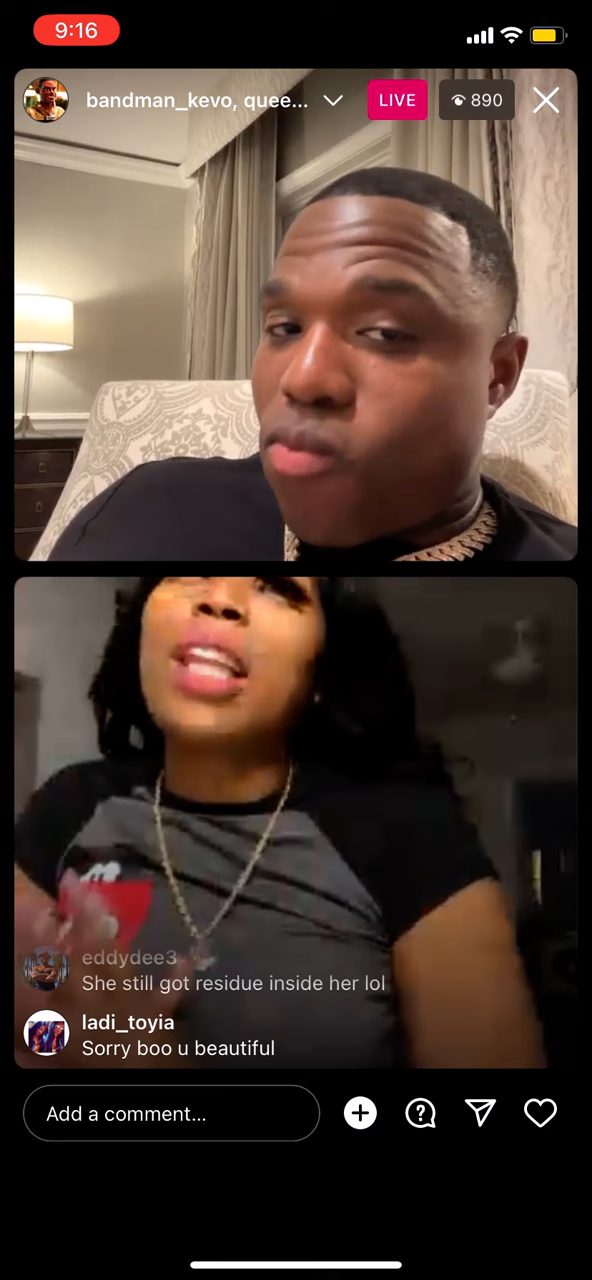 9:16
bandman_kevo, quee...
LIVE
890
eddydee3
She still got residue inside her lol
ladi_toyia
Sorry boo u beautiful
Add a comment...